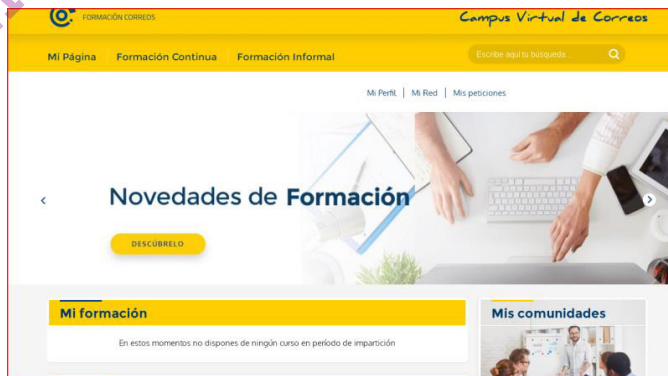 FORMACIÓN CORREOS
Campus Virtual de Correos
Mi Página Formación Continua Formación Informal
Escribe aquí tu búsqueda...
Mi Perfil | Mi Red | Mis peticiones
Novedades de Formación
DESCÚBRELO
Mi formación
Mis comunidades
En estos momentos no dispones de ningún curso en período de impartición